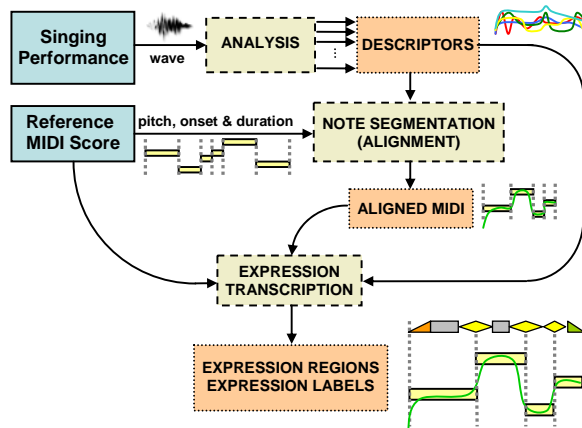 Singing
Performance
wave
ANALYSIS
DESCRIPTORS
Reference
MIDI Score
pitch, onset & duration
NOTE SEGMENTATION
(ALIGNMENT)
ALIGNED MIDI
EXPRESSION
TRANSCRIPTION
EXPRESSION REGIONS
EXPRESSION LABELS